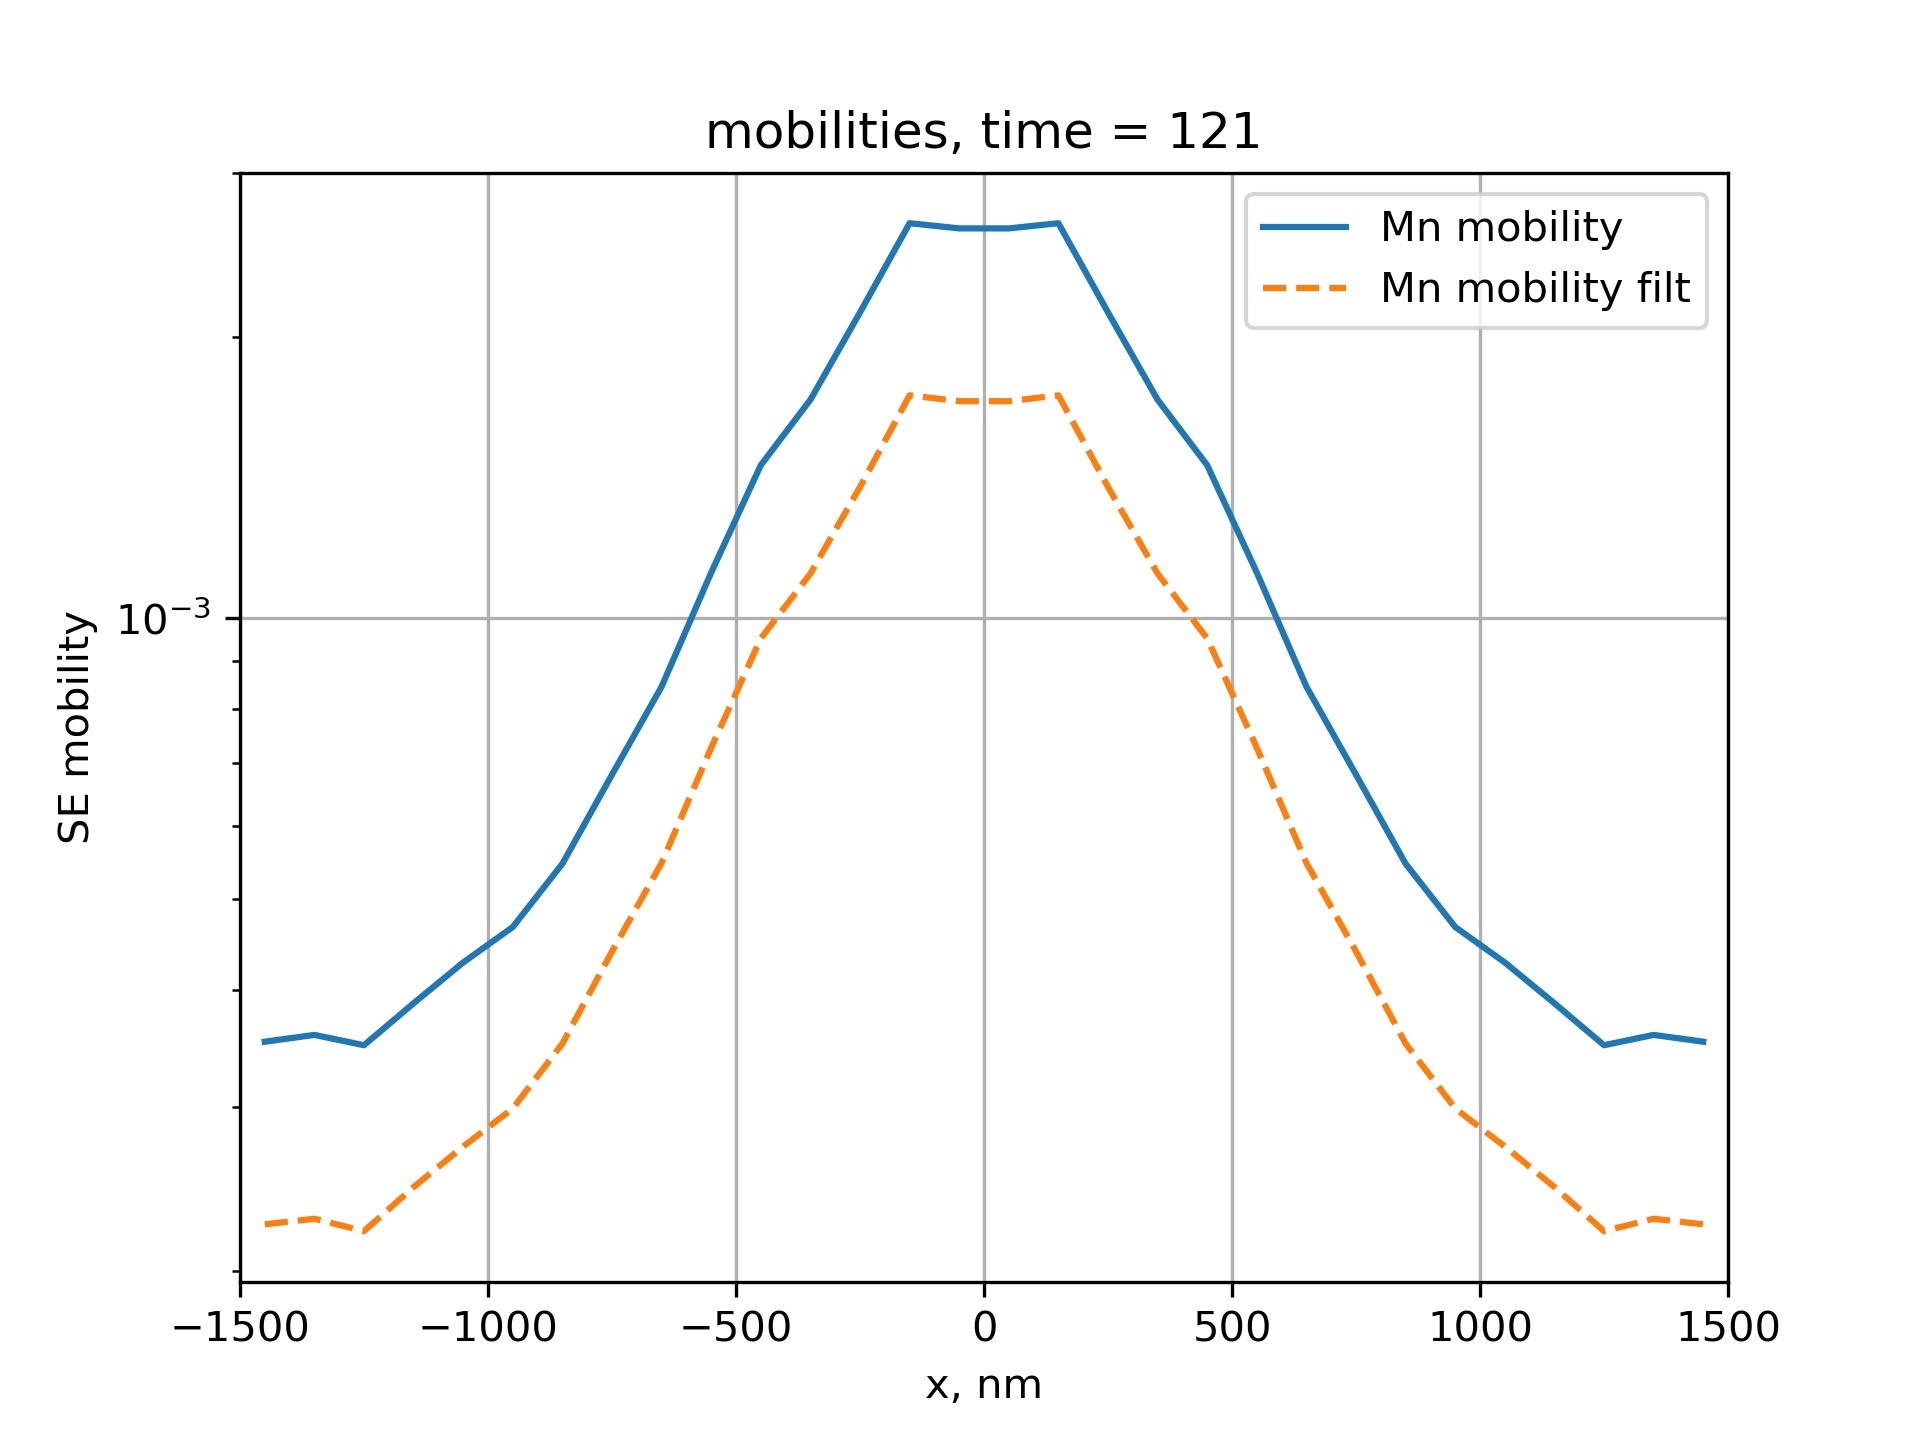 mobilities, time = 121
Mn mobility
Mn mobility filt
SE mobility
10⁻³
−1500 −1000 −500 0 500 1000 1500
x, nm